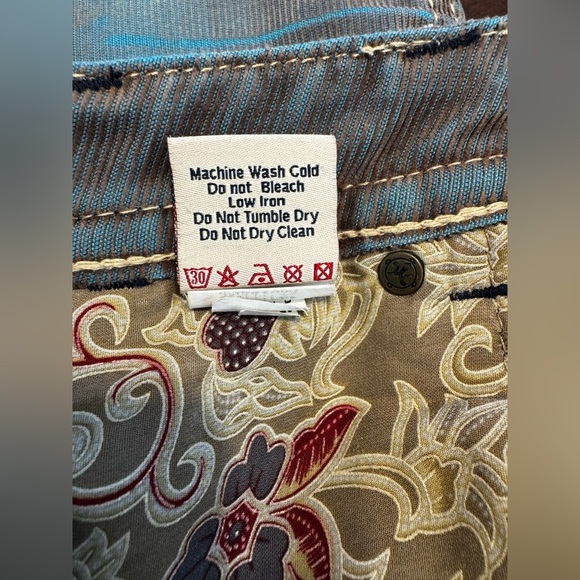 Machine Wash Cold
Do not Bleach
Low Iron
Do Not Tumble Dry
Do Not Dry Clean
30